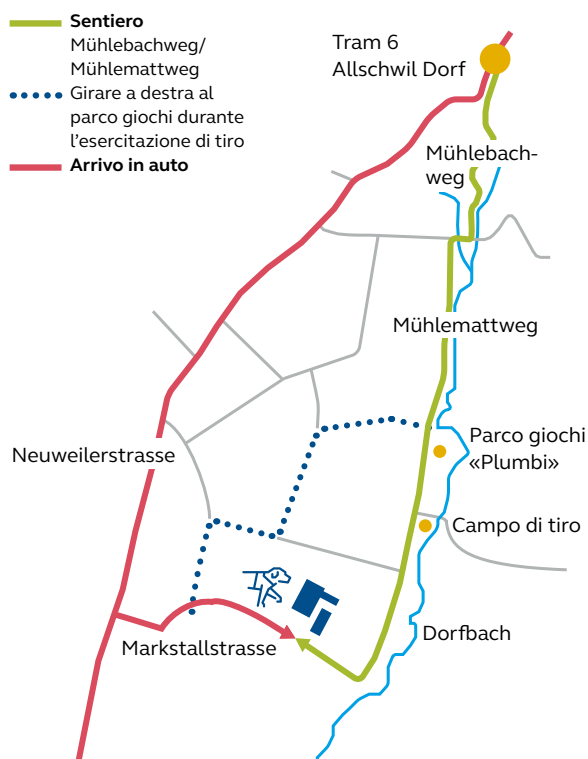 Sentiero
Mühlebachweg/
Mühlemattweg
Girare a destra al
parco giochi durante
l'esercitazione di tiro
Arrivo in auto
Tram 6
Allschwil Dorf
Mühlebach-
weg
Mühlemattweg
Neuweilerstrasse
Parco giochi
«Plumbi»
Campo di tiro
Dorfbach
Markstallstrasse